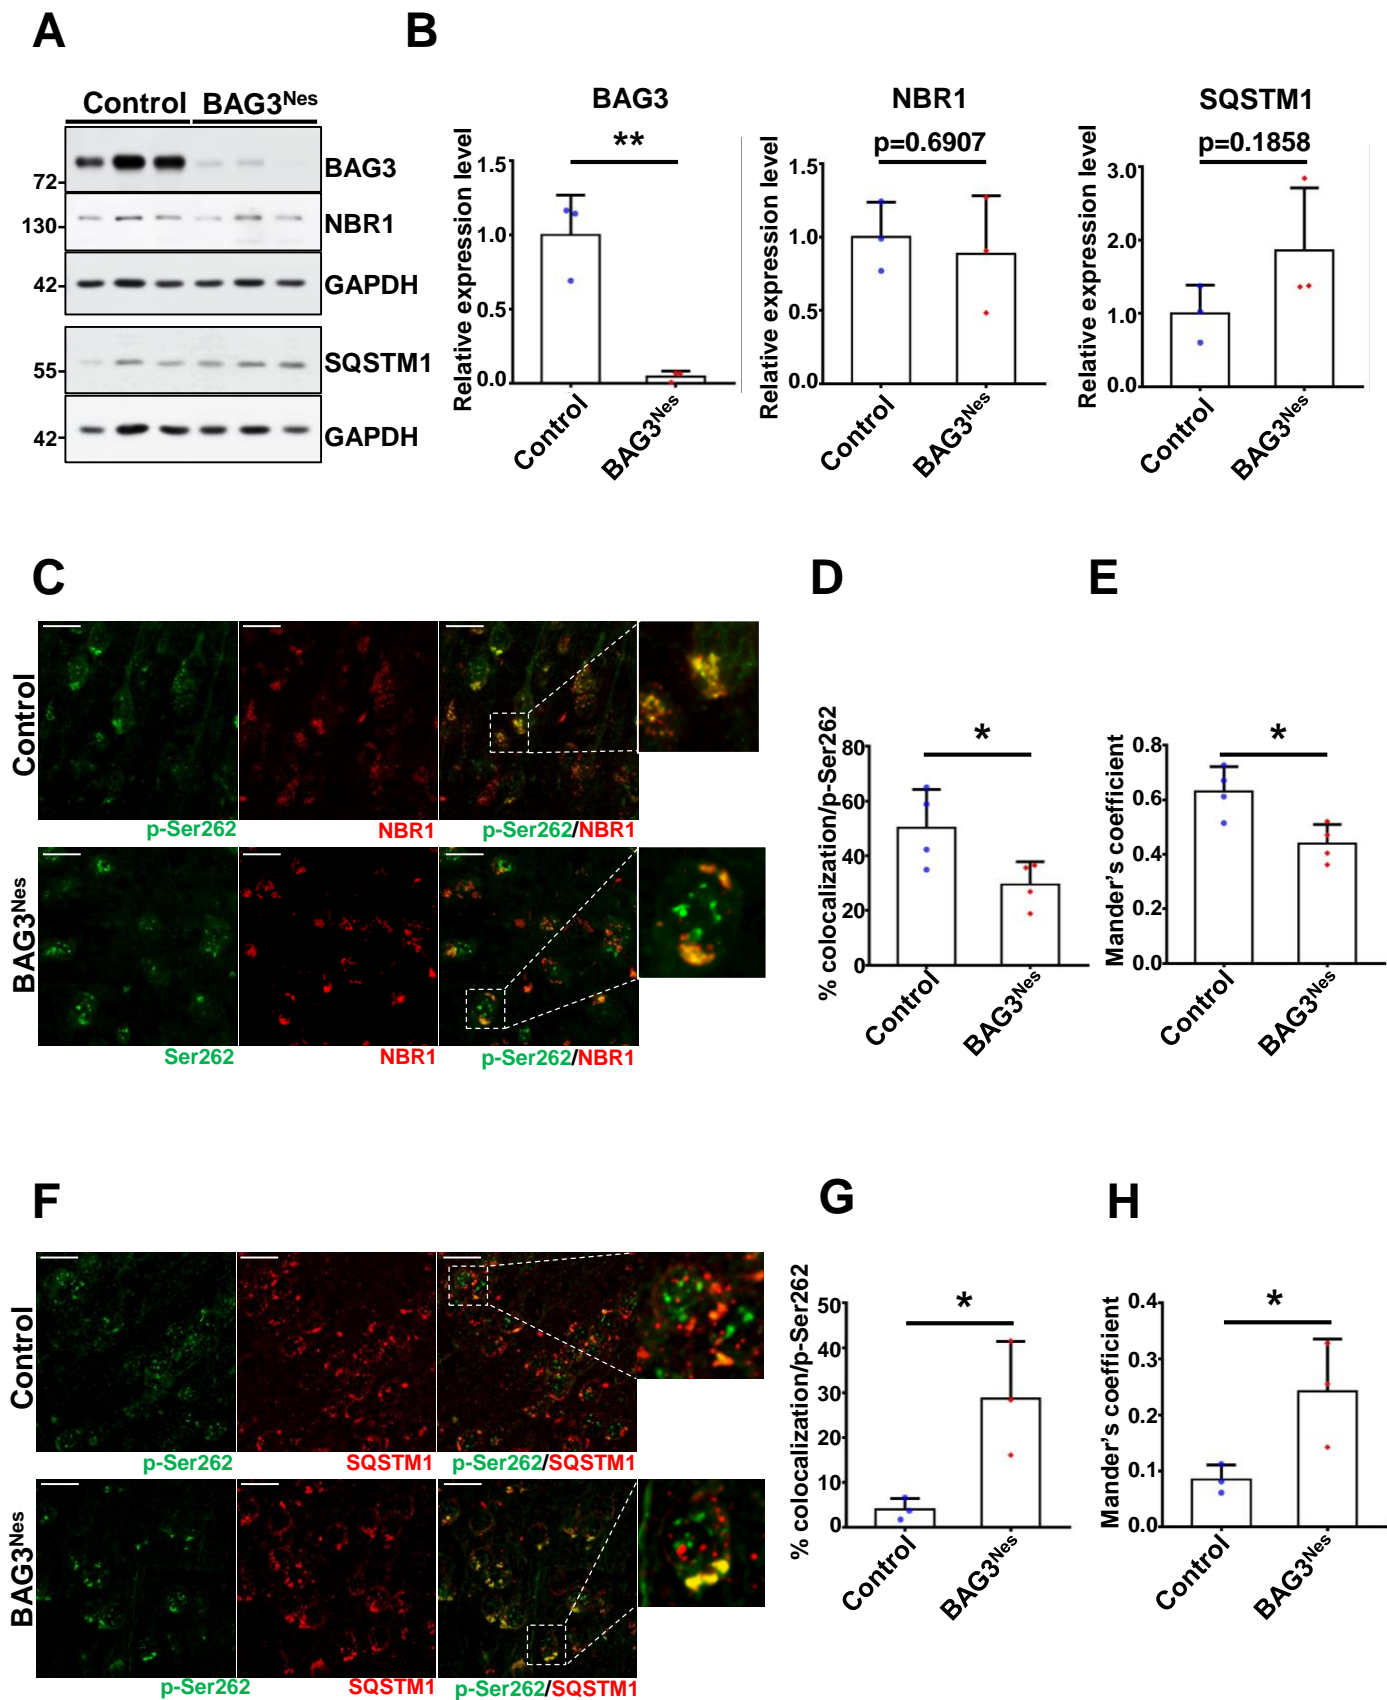 A
B
Control BAG3Nes
BAG3
72
NBR1
130
GAPDH
42
SQSTM1
55
GAPDH
42
BAG3
**
Relative expression level
1.5
1.0
0.5
0.0
Control
BAG3Nes
NBR1
p=0.6907
Relative expression level
1.5
1.0
0.5
0.0
Control
BAG3Nes
SQSTM1
p=0.1858
Relative expression level
3.0
2.0
1.0
0.0
Control
BAG3Nes
C
D
E
Control
p-Ser262
NBR1
p-Ser262/NBR1
BAG3Nes
Ser262
NBR1
p-Ser262/NBR1
% colocalization/p-Ser262
*
80
60
40
20
0
Control
BAG3Nes
Mander's coefficient
*
0.8
0.6
0.4
0.2
0.0
Control
BAG3Nes
F
G
H
Control
p-Ser262
SQSTM1
p-Ser262/SQSTM1
BAG3Nes
p-Ser262
SQSTM1
p-Ser262/SQSTM1
% colocalization/p-Ser262
*
50
40
30
20
10
0
Control
BAG3Nes
Mander's coefficient
*
0.4
0.3
0.2
0.1
0.0
Control
BAG3Nes